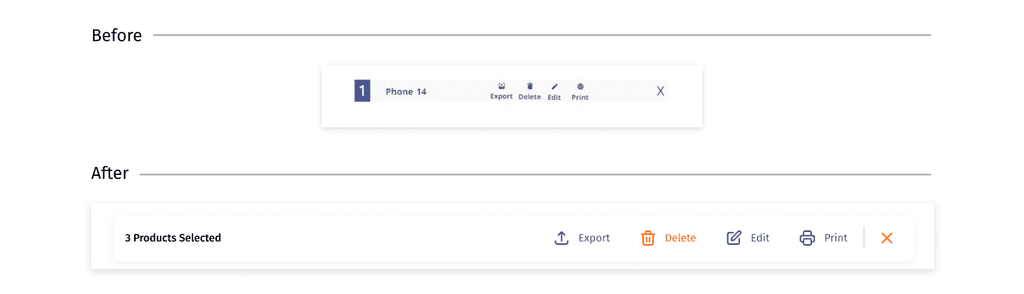 Before
1 Phone 14 Export Delete Edit Print X
After
3 Products Selected Export Delete Edit Print